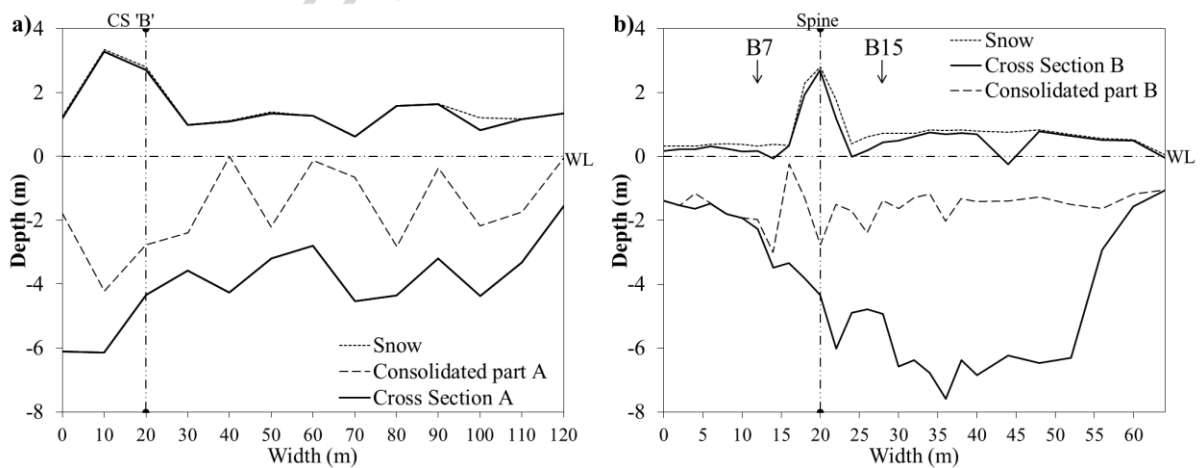 a)
CS 'B'
4
2
0
-2
-4
-6
-8
Depth (m)
WL
Snow
Consolidated part A
Cross Section A
0 10 20 30 40 50 60 70 80 90 100 110 120
Width (m)
b)
Spine
4
2
0
-2
-4
-6
-8
Depth (m)
B7
B15
Snow
Cross Section B
Consolidated part B
WL
0 5 10 15 20 25 30 35 40 45 50 55 60
Width (m)